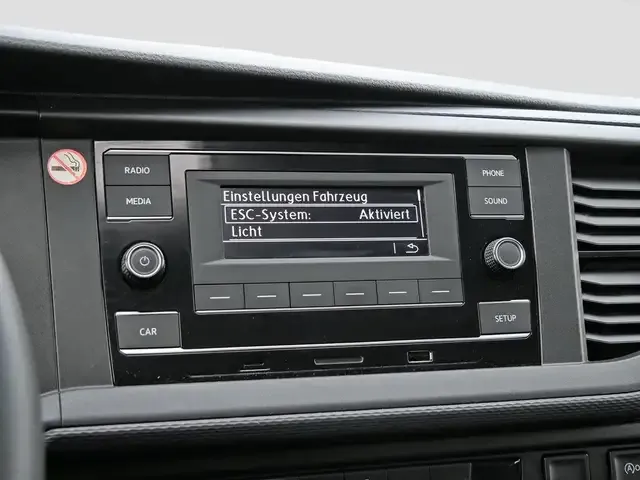 RADIO
MEDIA
CAR
Einstellungen Fahrzeug
ESC-System: Aktiviert
Licht
PHONE
SOUND
SETUP